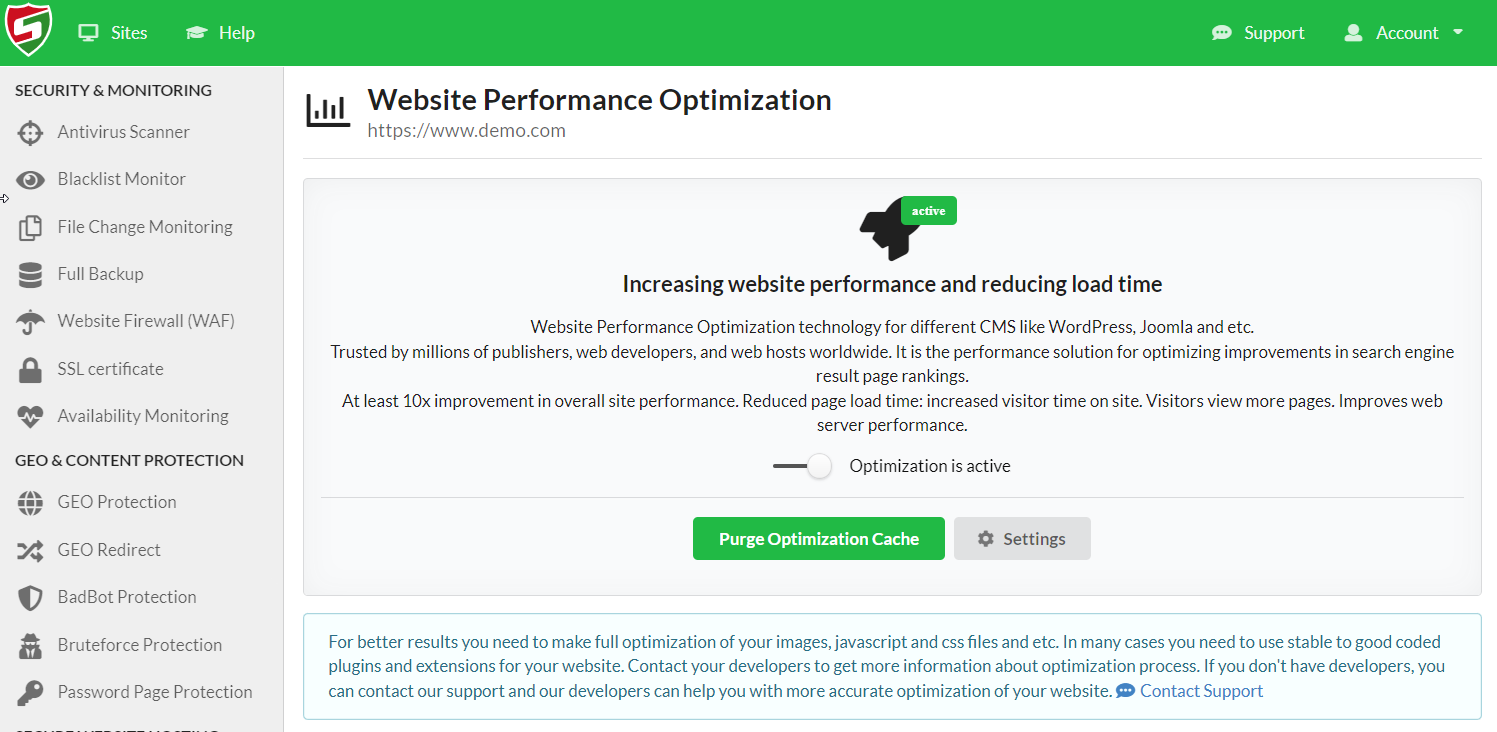 Sites
Help
Support
Account
SECURITY & MONITORING
Antivirus Scanner
Blacklist Monitor
File Change Monitoring
Full Backup
Website Firewall (WAF)
SSL certificate
Availability Monitoring
GEO & CONTENT PROTECTION
GEO Protection
GEO Redirect
BadBot Protection
Bruteforce Protection
Password Page Protection
Website Performance Optimization
https://www.demo.com
active
Increasing website performance and reducing load time
Website Performance Optimization technology for different CMS like WordPress, Joomla and etc.
Trusted by millions of publishers, web developers, and web hosts worldwide. It is the performance solution for optimizing improvements in search engine
result page rankings.
At least 10x improvement in overall site performance. Reduced page load time: increased visitor time on site. Visitors view more pages. Improves web
server performance.
Optimization is active
Purge Optimization Cache
Settings
For better results you need to make full optimization of your images, javascript and css files and etc. In many cases you need to use stable to good coded
plugins and extensions for your website. Contact your developers to get more information about optimization process. If you don't have developers, you
can contact our support and our developers can help you with more accurate optimization of your website. Contact Support